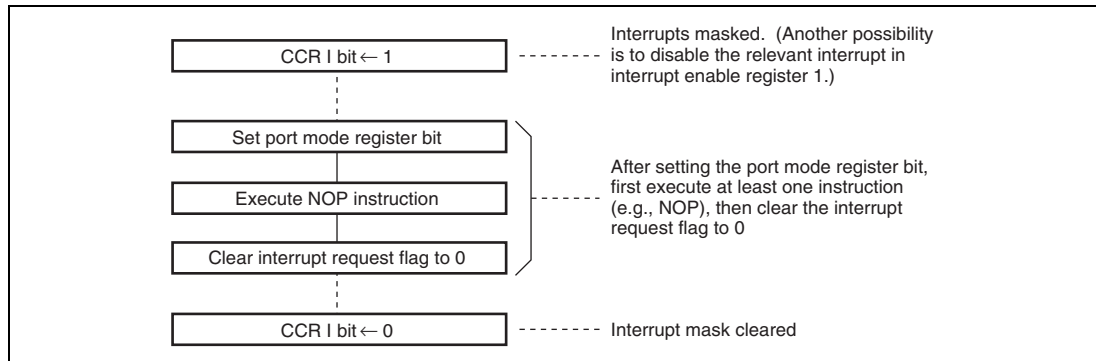 CCR I bit ← 1
Interrupts masked. (Another possibility
is to disable the relevant interrupt in
interrupt enable register 1.)
Set port mode register bit
Execute NOP instruction
Clear interrupt request flag to 0
After setting the port mode register bit,
first execute at least one instruction
(e.g., NOP), then clear the interrupt
request flag to 0
CCR I bit ← 0
Interrupt mask cleared